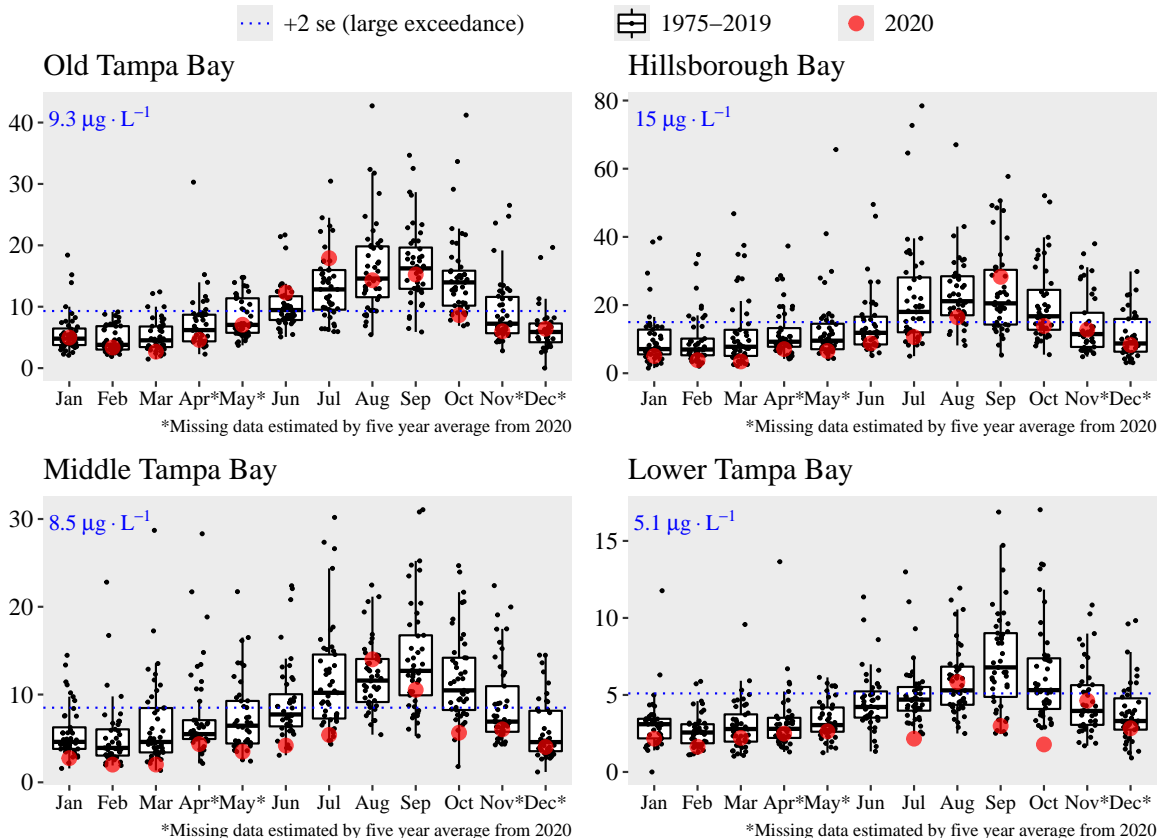 +2 se (large exceedance) 1975–2019 2020
Old Tampa Bay
9.3 µg · L⁻¹
40
30
20
10
0
Jan Feb Mar Apr* May* Jun Jul Aug Sep Oct Nov* Dec*
*Missing data estimated by five year average from 2020
Hillsborough Bay
15 µg · L⁻¹
80
60
40
20
0
Jan Feb Mar Apr* May* Jun Jul Aug Sep Oct Nov* Dec*
*Missing data estimated by five year average from 2020
Middle Tampa Bay
8.5 µg · L⁻¹
30
20
10
0
Jan Feb Mar Apr* May* Jun Jul Aug Sep Oct Nov* Dec*
*Missing data estimated by five year average from 2020
Lower Tampa Bay
5.1 µg · L⁻¹
15
10
5
0
Jan Feb Mar Apr* May* Jun Jul Aug Sep Oct Nov* Dec*
*Missing data estimated by five year average from 2020